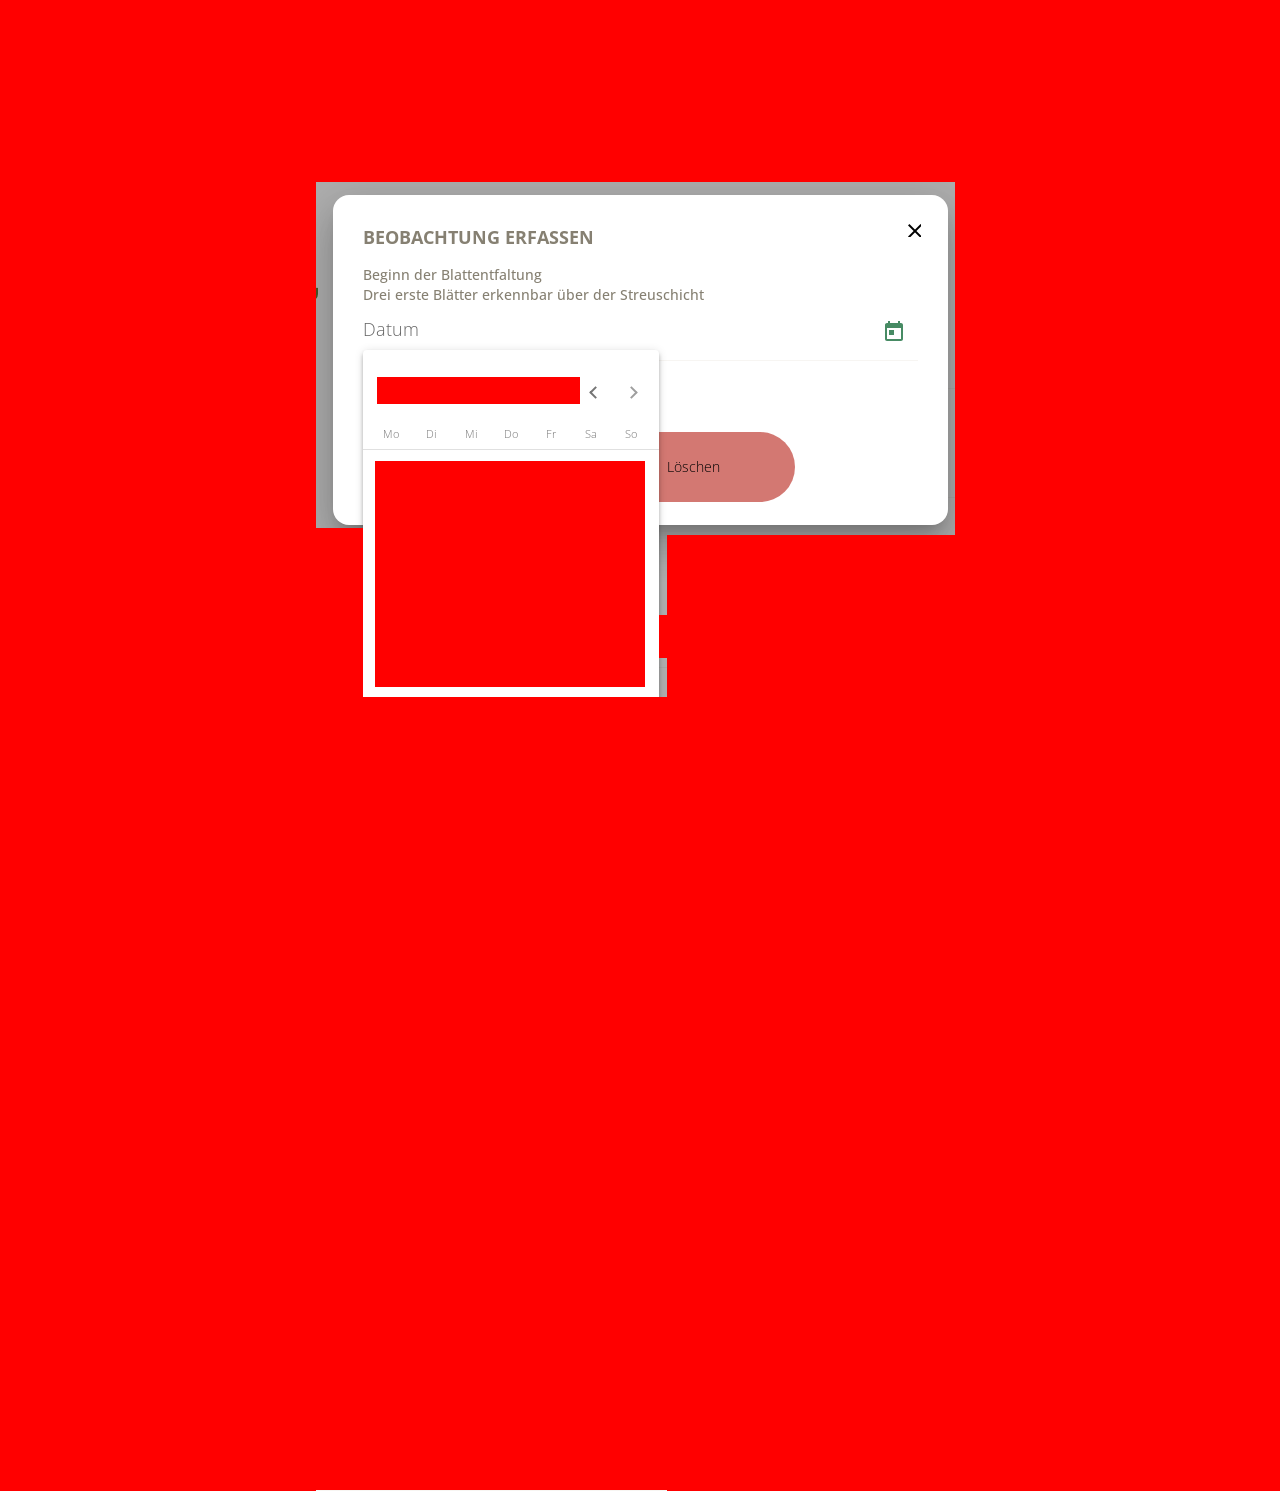 BEOBACHTUNG ERFASSEN
Beginn der Blattentfaltung
Drei erste Blätter erkennbar über der Streuschicht
Datum
Mo Di Mi Do Fr Sa So
Löschen